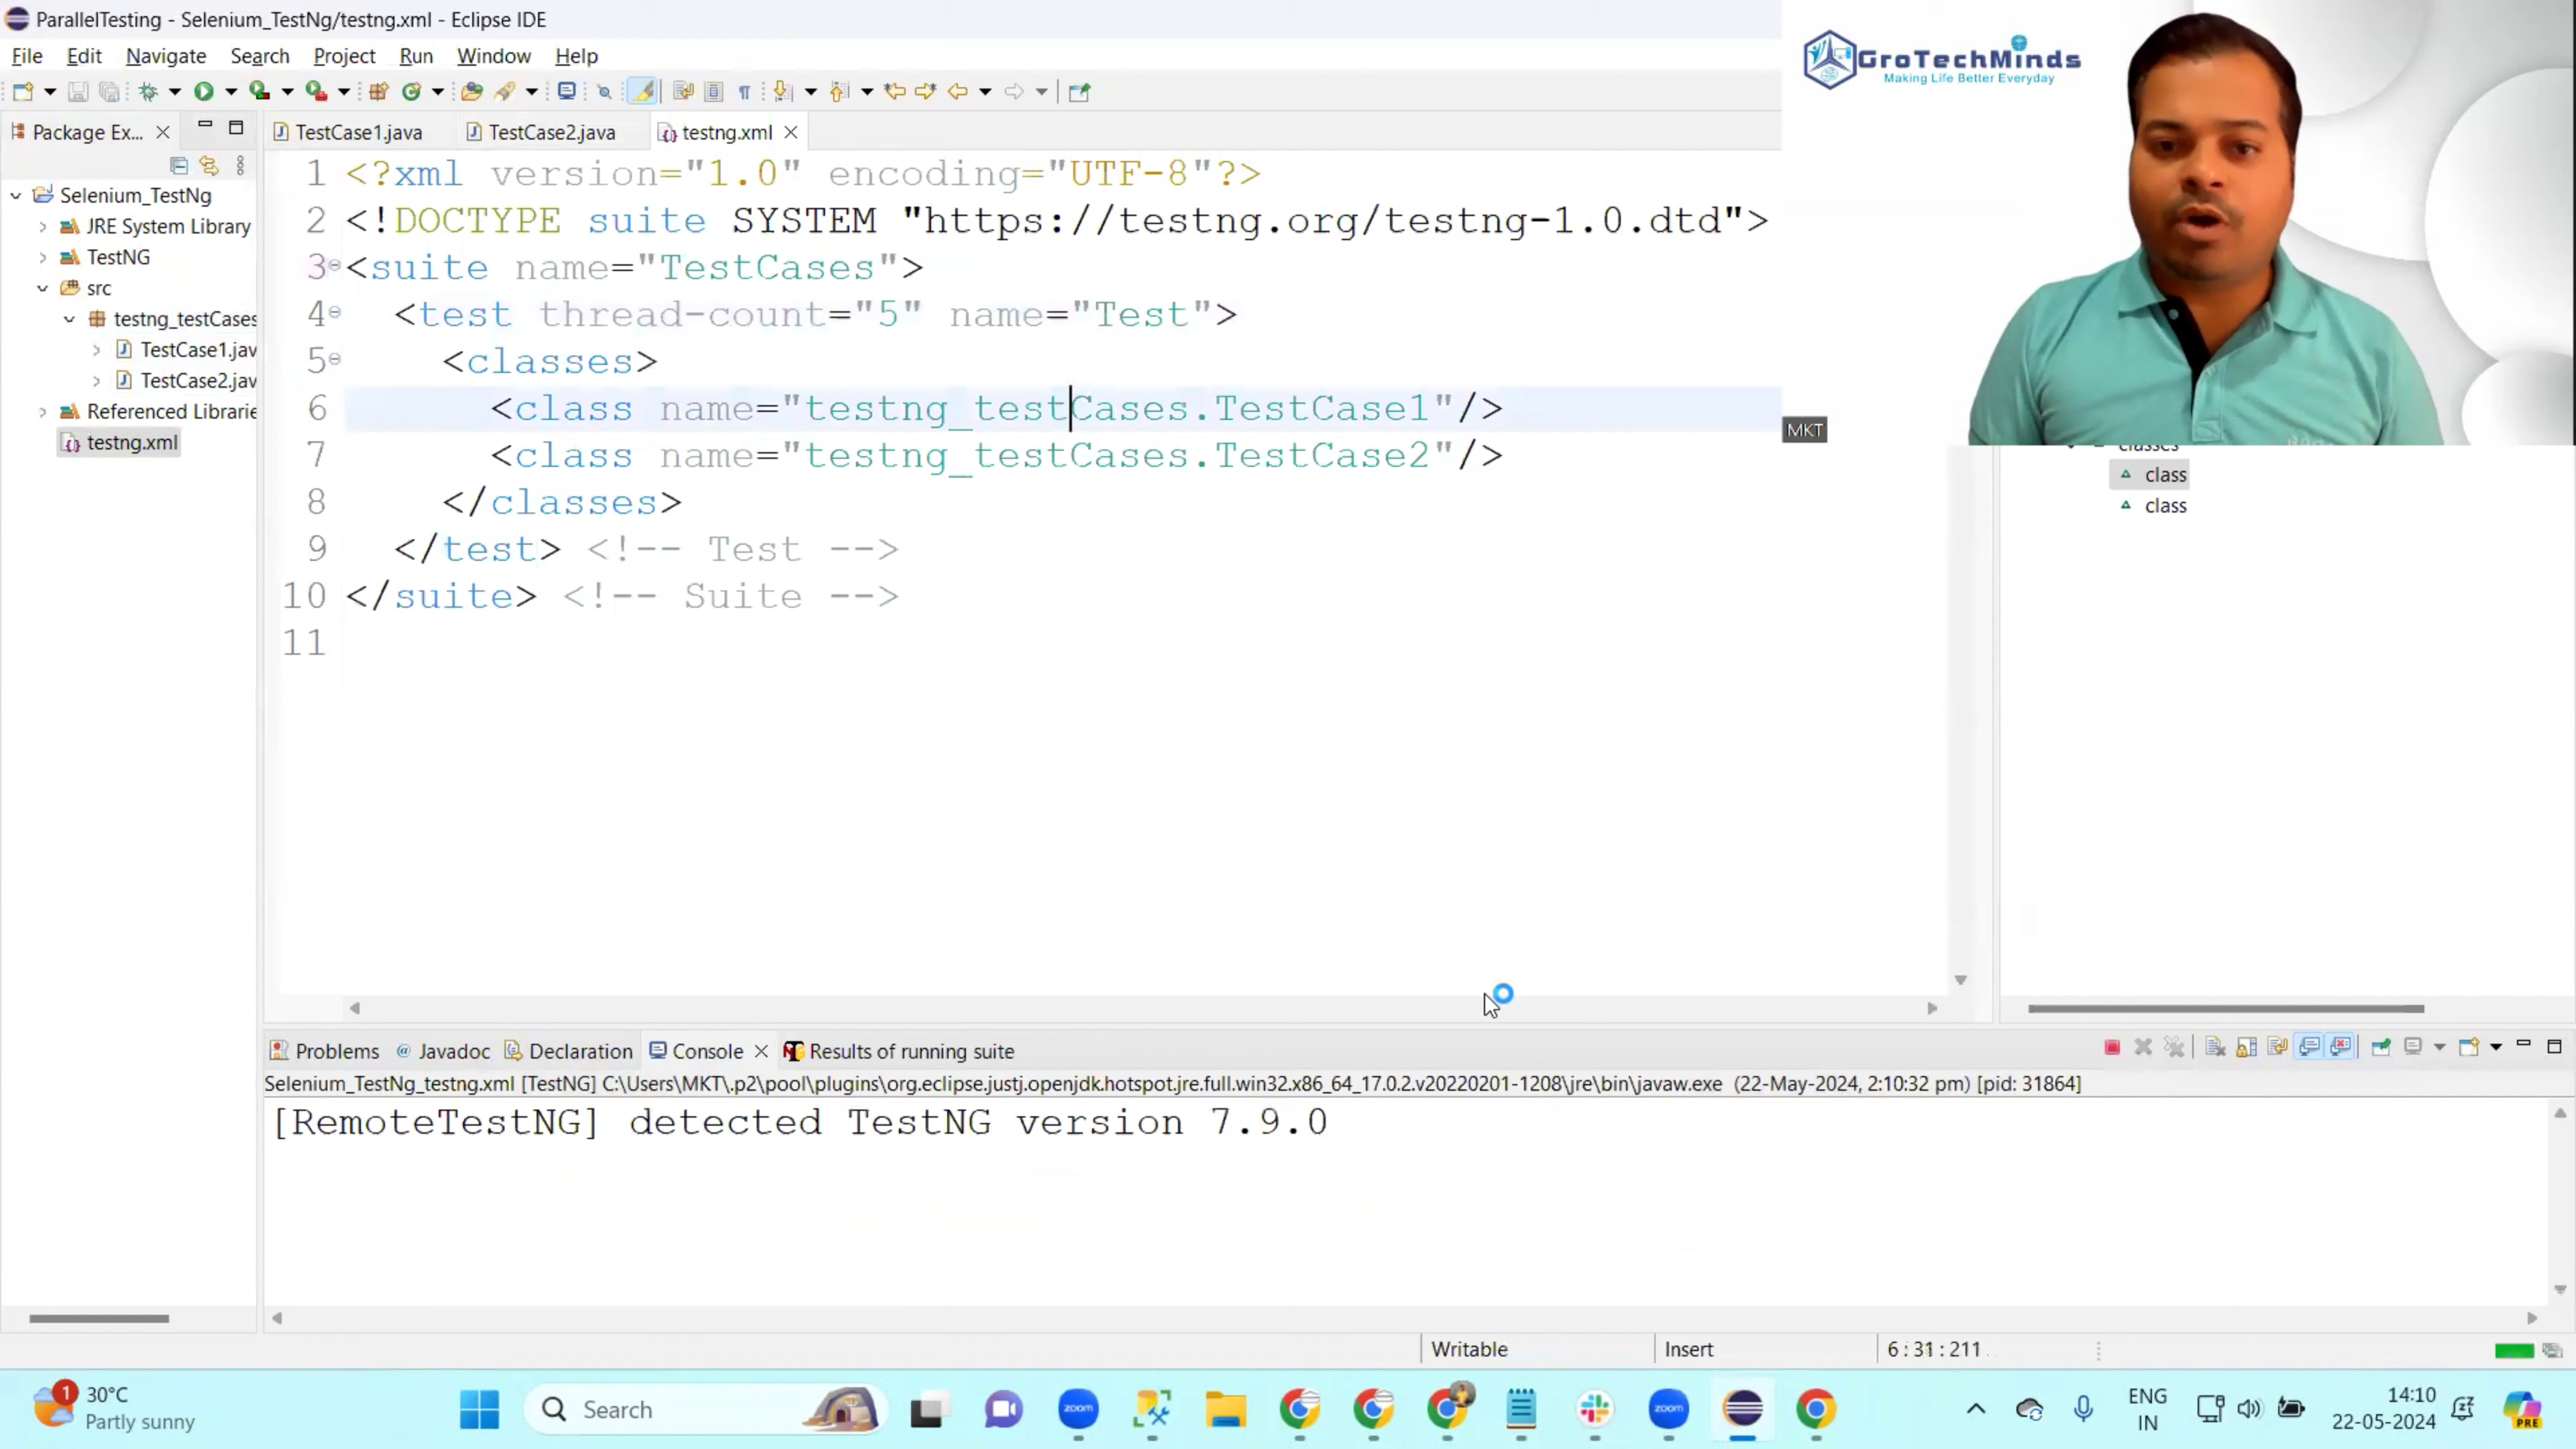 ParallelTesting - Selenium_TestNg/testng.xml - Eclipse IDE
File Edit Navigate Search Project Run Window Help
GroTechMinds
Making Life Better Everyday
MKT
Package Ex...
TestCase1.java TestCase2.java testng.xml
Selenium_TestNg
JRE System Library
TestNG
src
testng_testCases
TestCase1.jav
TestCase2.jav
Referenced Librarie
testng.xml
1 <?xml version="1.0" encoding="UTF-8"?>
2 <!DOCTYPE suite SYSTEM "https://testng.org/testng-1.0.dtd">
3 <suite name="TestCases">
4 <test thread-count="5" name="Test">
5 <classes>
6 <class name="testng_testCases.TestCase1"/>
7 <class name="testng_testCases.TestCase2"/>
8 </classes>
9 </test> <!-- Test -->
10 </suite> <!-- Suite -->
11
classes
class
class
Problems @ Javadoc Declaration Console Results of running suite
Selenium_TestNg_testng.xml [TestNG] C:\Users\MKT\.p2\pool\plugins\org.eclipse.justj.openjdk.hotspot.jre.full.win32.x86_64_17.0.2.v20220201-1208\jre\bin\javaw.exe (22-May-2024, 2:10:32 pm) [pid: 31864]
[RemoteTestNG] detected TestNG version 7.9.0
Writable Insert 6 : 31 : 211
1
30°C
Partly sunny
Search
zoom
zoom
ENG
IN
14:10
22-05-2024
PRE